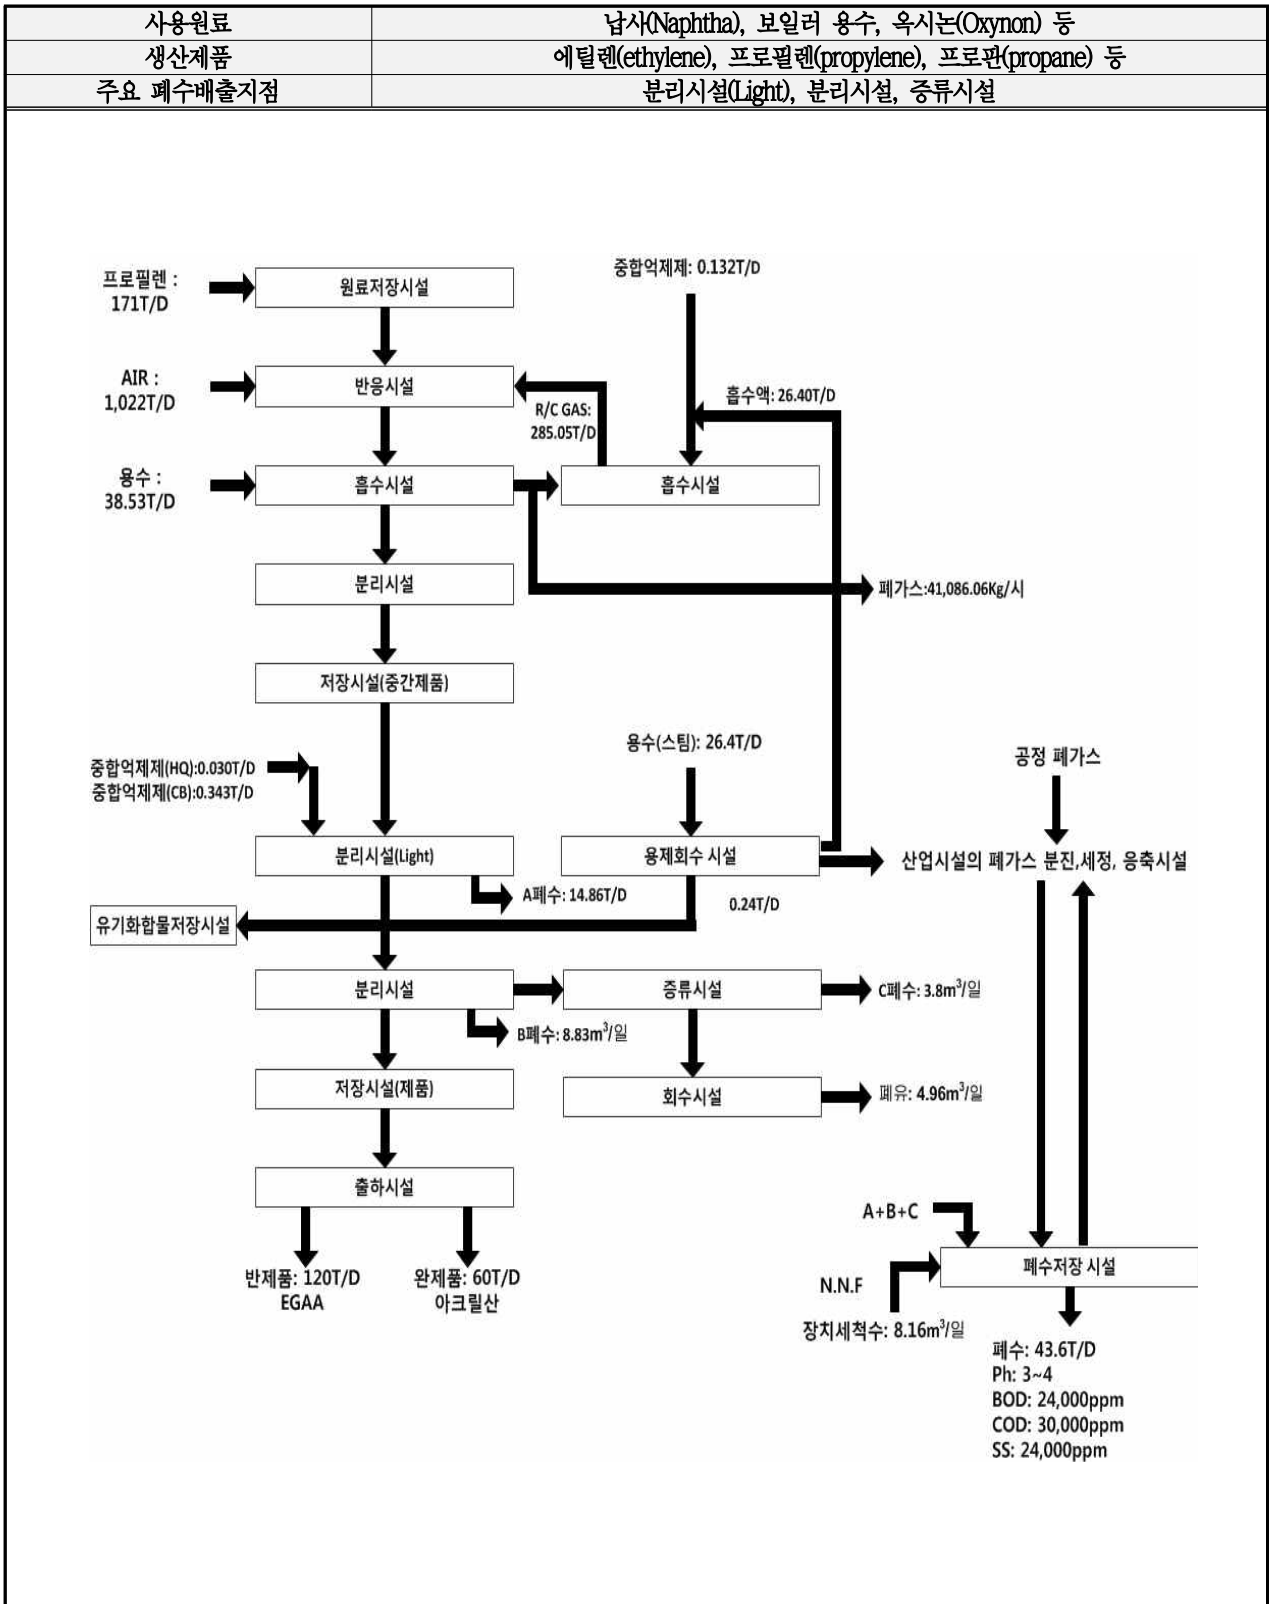 사용원료 납사(Naphtha), 보일러 용수, 옥시논(Oxynon) 등
생산제품 에틸렌(ethylene), 프로필렌(propylene), 프로판(propane) 등
주요 폐수배출지점 분리시설(Light), 분리시설, 증류시설
중합억제제: 0.132T/D
프로필렌 :
171T/D
원료저장시설
AIR :
1,022T/D
반응시설
흡수액: 26.40T/D
R/C GAS:
285.05T/D
용수 :
38.53T/D
흡수시설
흡수시설
분리시설
폐가스:41,086.06Kg/시
저장시설(중간제품)
용수(스팀): 26.4T/D
공정 폐가스
중합억제제(HQ):0.030T/D
중합억제제(CB):0.343T/D
분리시설(Light)
용제회수 시설
산업시설의 폐가스 분진,세정, 응축시설
A폐수: 14.86T/D
0.24T/D
유기화합물저장시설
분리시설
증류시설
C폐수: 3.8m³/일
B폐수: 8.83m³/일
저장시설(제품)
회수시설
폐유: 4.96m³/일
출하시설
A+B+C
폐수저장 시설
반제품: 120T/D
EGAA
완제품: 60T/D
아크릴산
N.N.F
장치세척수: 8.16m³/일
폐수: 43.6T/D
Ph: 3~4
BOD: 24,000ppm
COD: 30,000ppm
SS: 24,000ppm